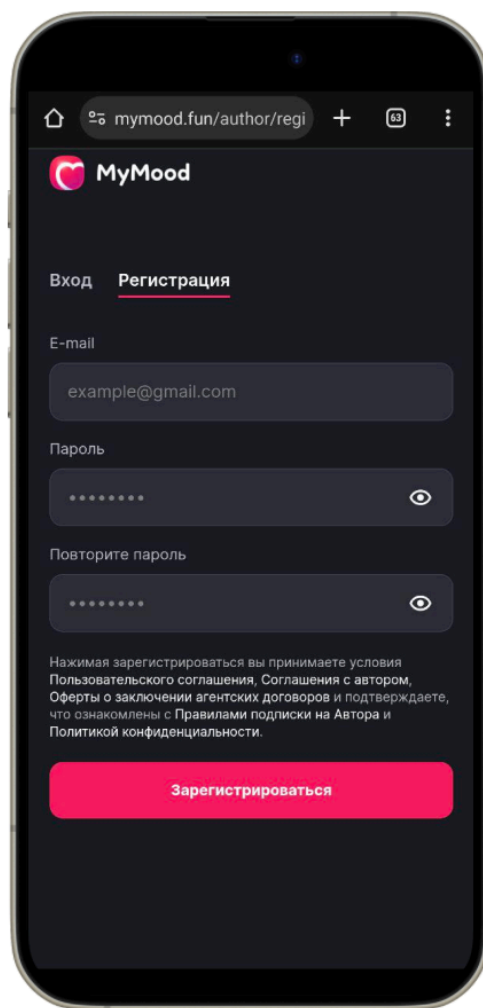 mymood.fun/author/regi
63
MyMood
Вход Регистрация
E-mail
example@gmail.com
Пароль
Повторите пароль
Нажимая зарегистрироваться вы принимаете условия
Пользовательского соглашения, Соглашения с автором,
Оферты о заключении агентских договоров и подтверждаете,
что ознакомлены с Правилами подписки на Автора и
Политикой конфиденциальности.
Зарегистрироваться